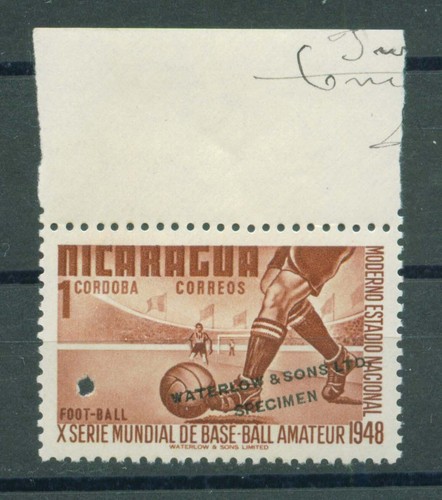 NICARAGUA
1 CORDOBA CORREOS
MODERNO ESTADO NACIONAL
WATERLOW & SONS LTD.
SPECIMEN
FOOT-BALL
X SERIE MUNDIAL DE BASE-BALL AMATEUR 1948
WATERLOW & SONS LIMITED